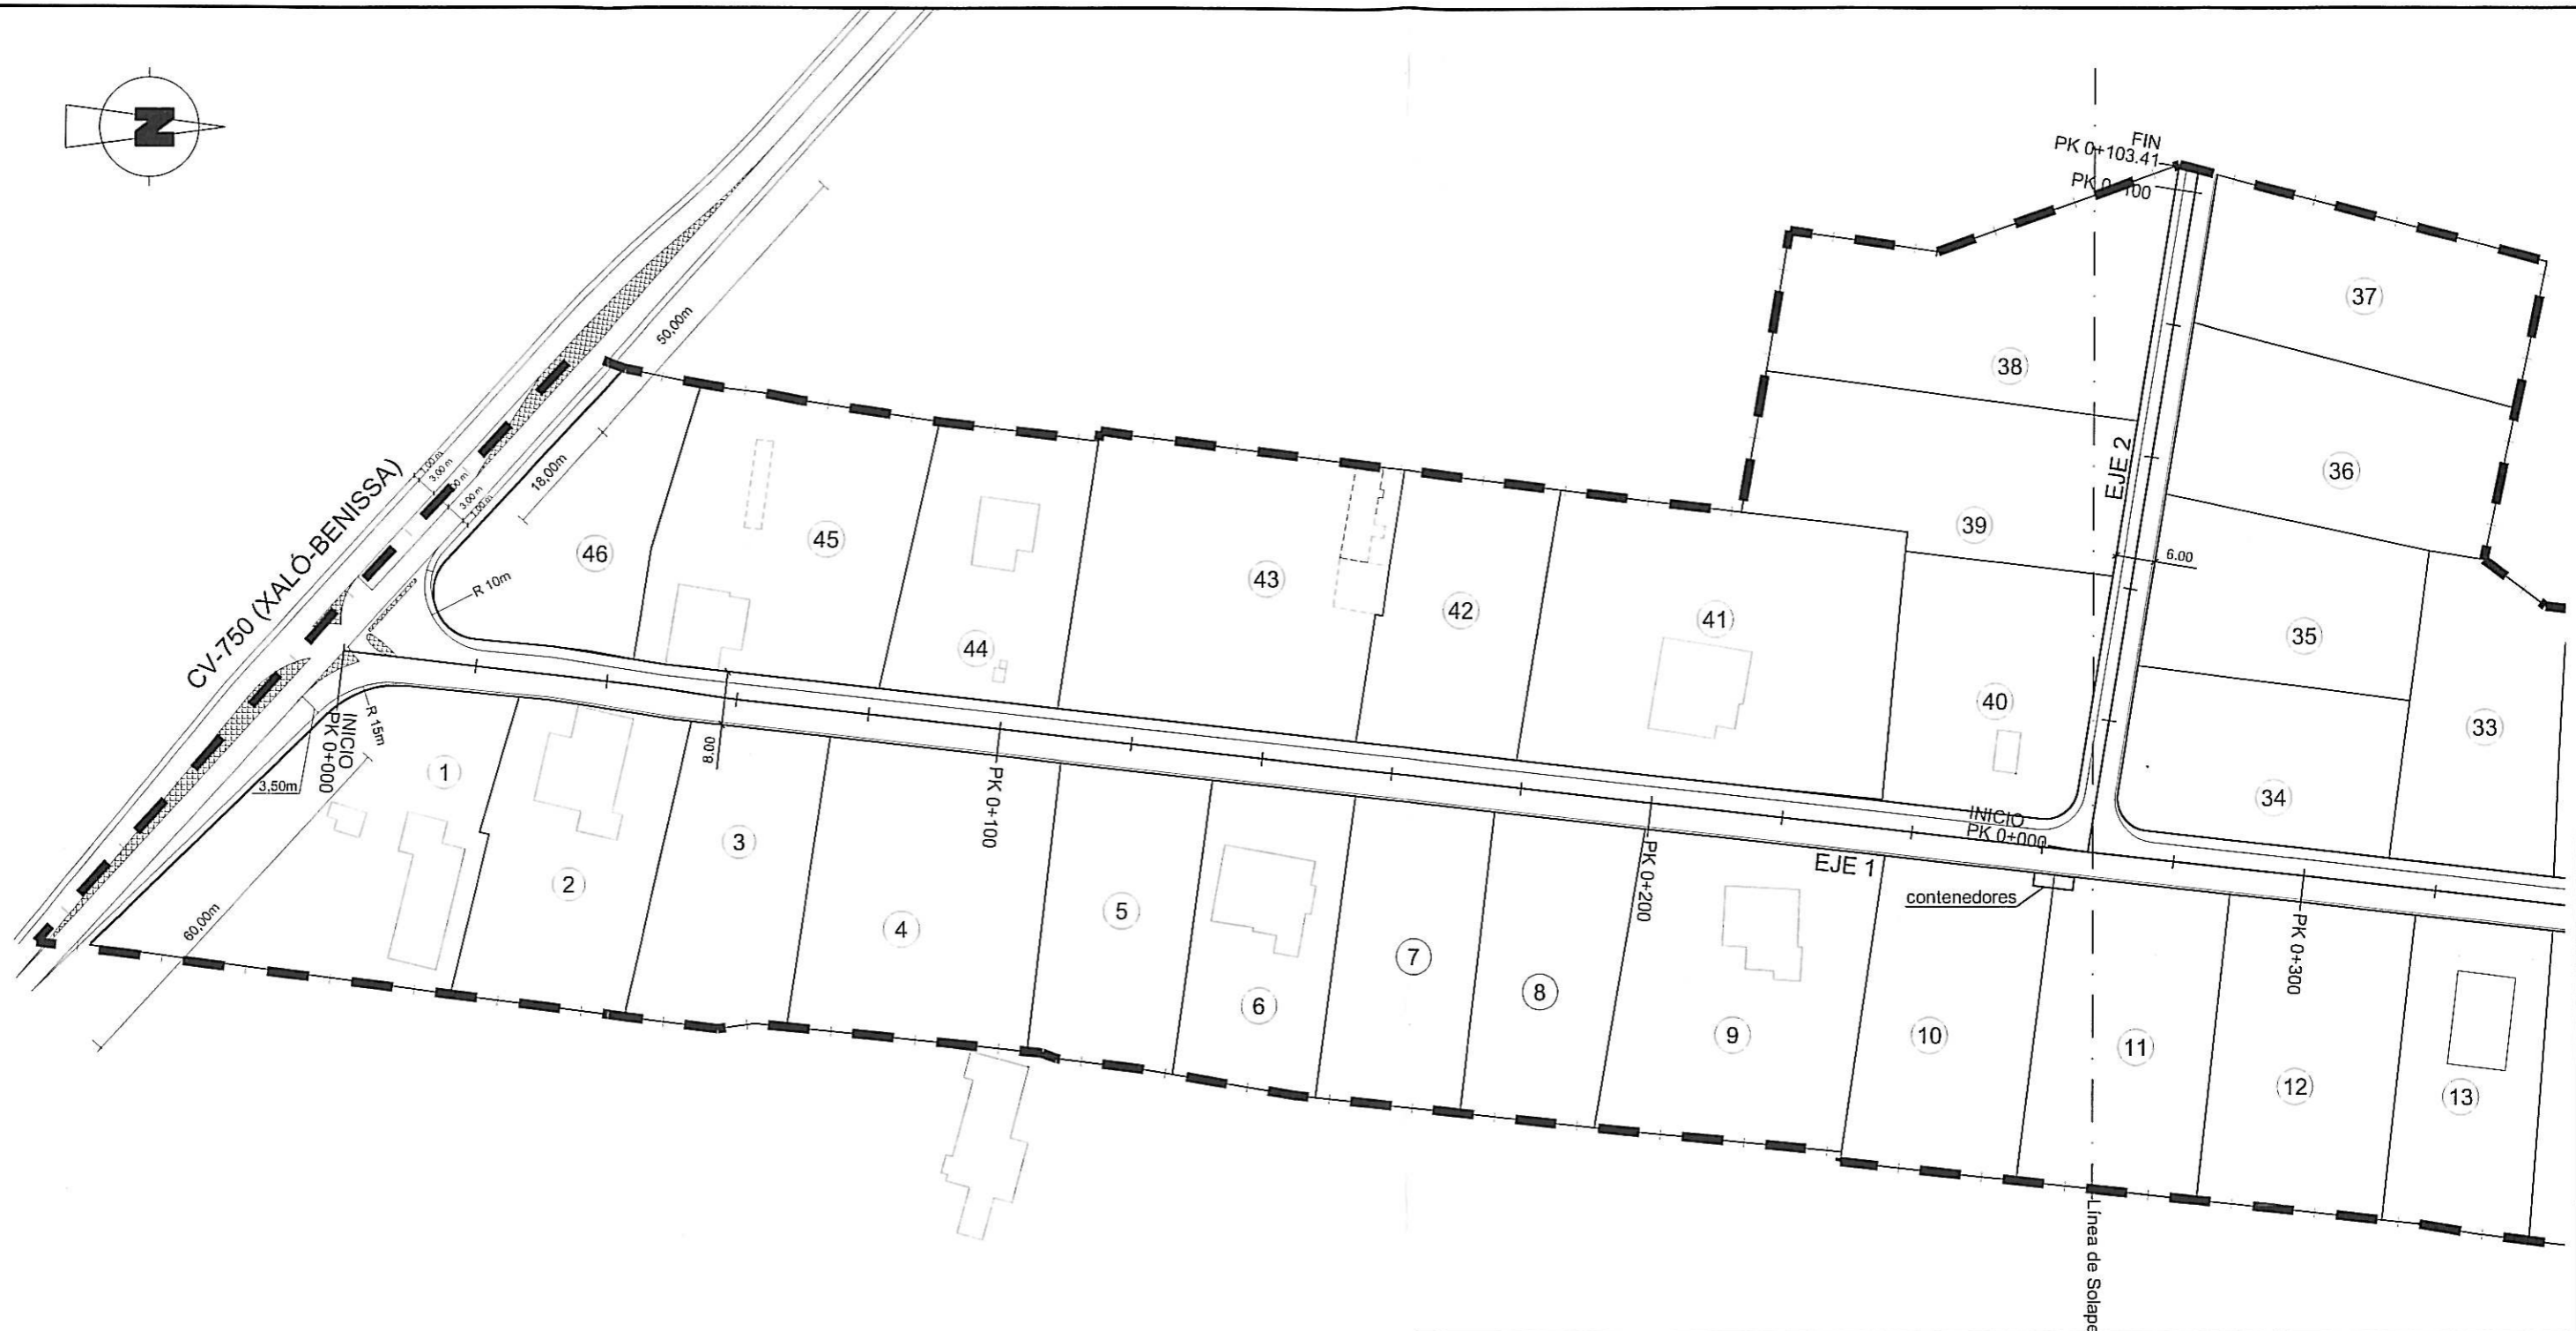 N
FIN
PK 0+103.41
PK 0+100
37
38
36
50,00m
18,00m
CV-750 (XALÓ-BENISSA)
1,00 m
3,00 m
3,00 m
1,00 m
EJE 2
6.00
46
45
44
43
42
41
39
40
35
33
34
R 10m
R 15m
INICIO
PK 0+000
3,50m
60,00m
8.00
PK 0+100
PK 0+200
EJE 1
INICIO
PK 0+000
contenedores
PK 0+300
1
2
3
4
5
6
7
8
9
10
11
12
13
Línea de Solape